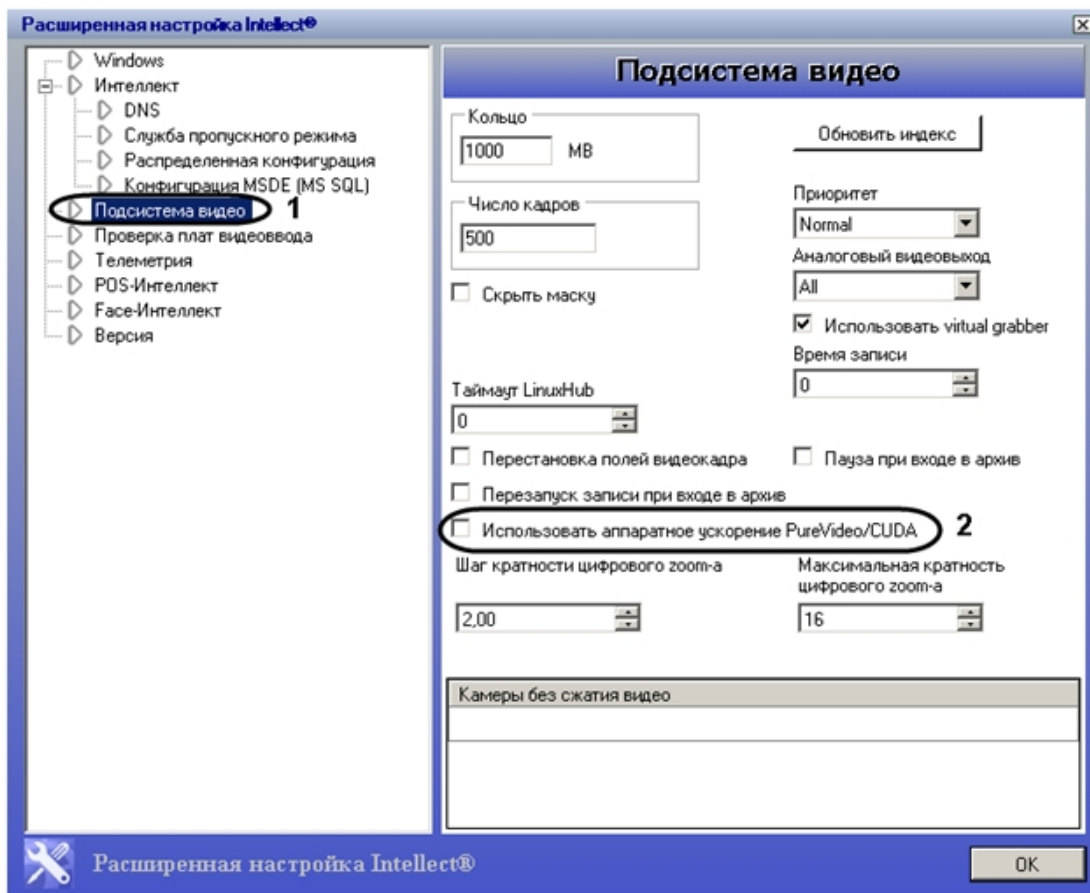 Расширенная настройка Intellect®
Windows
Интеллект
DNS
Служба пропускного режима
Распределенная конфигурация
Конфигурация MSDE (MS SQL)
Подсистема видео
1
Проверка плат видеоввода
Телеметрия
POS-Интеллект
Face-Интеллект
Версия
Подсистема видео
Кольцо
1000 MB
Обновить индекс
Число кадров
500
Приоритет
Normal
Аналоговый видеовыход
All
Скрыть маску
Использовать virtual grabber
Время записи
0
Таймаут LinuxHub
0
Перестановка полей видеокадра
Пауза при входе в архив
Перезапуск записи при входе в архив
Использовать аппаратное ускорение PureVideo/CUDA
2
Шаг кратности цифрового zoom-а
2,00
Максимальная кратность
цифрового zoom-а
16
Камеры без сжатия видео
Расширенная настройка Intellect®
OK